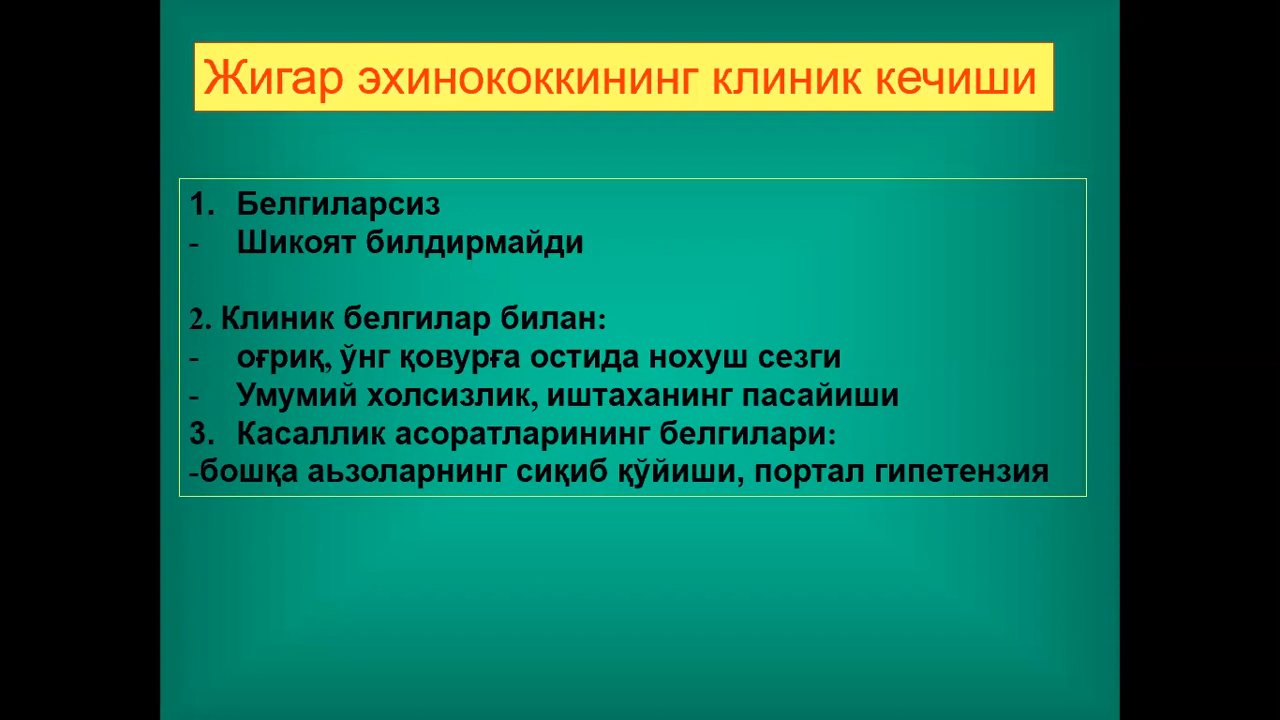 Жигар эхинококкининг клиник кечиши
1. Белгиларсиз
- Шикоят билдирмайди
2. Клиник белгилар билан:
- оғриқ, ўнг қовурға остида нохуш сезги
- Умумий холсизлик, иштаханинг пасайиши
3. Касаллик асоратларининг белгилари:
-бошқа аьзоларнинг сиқиб қўйиши, портал гипетензия